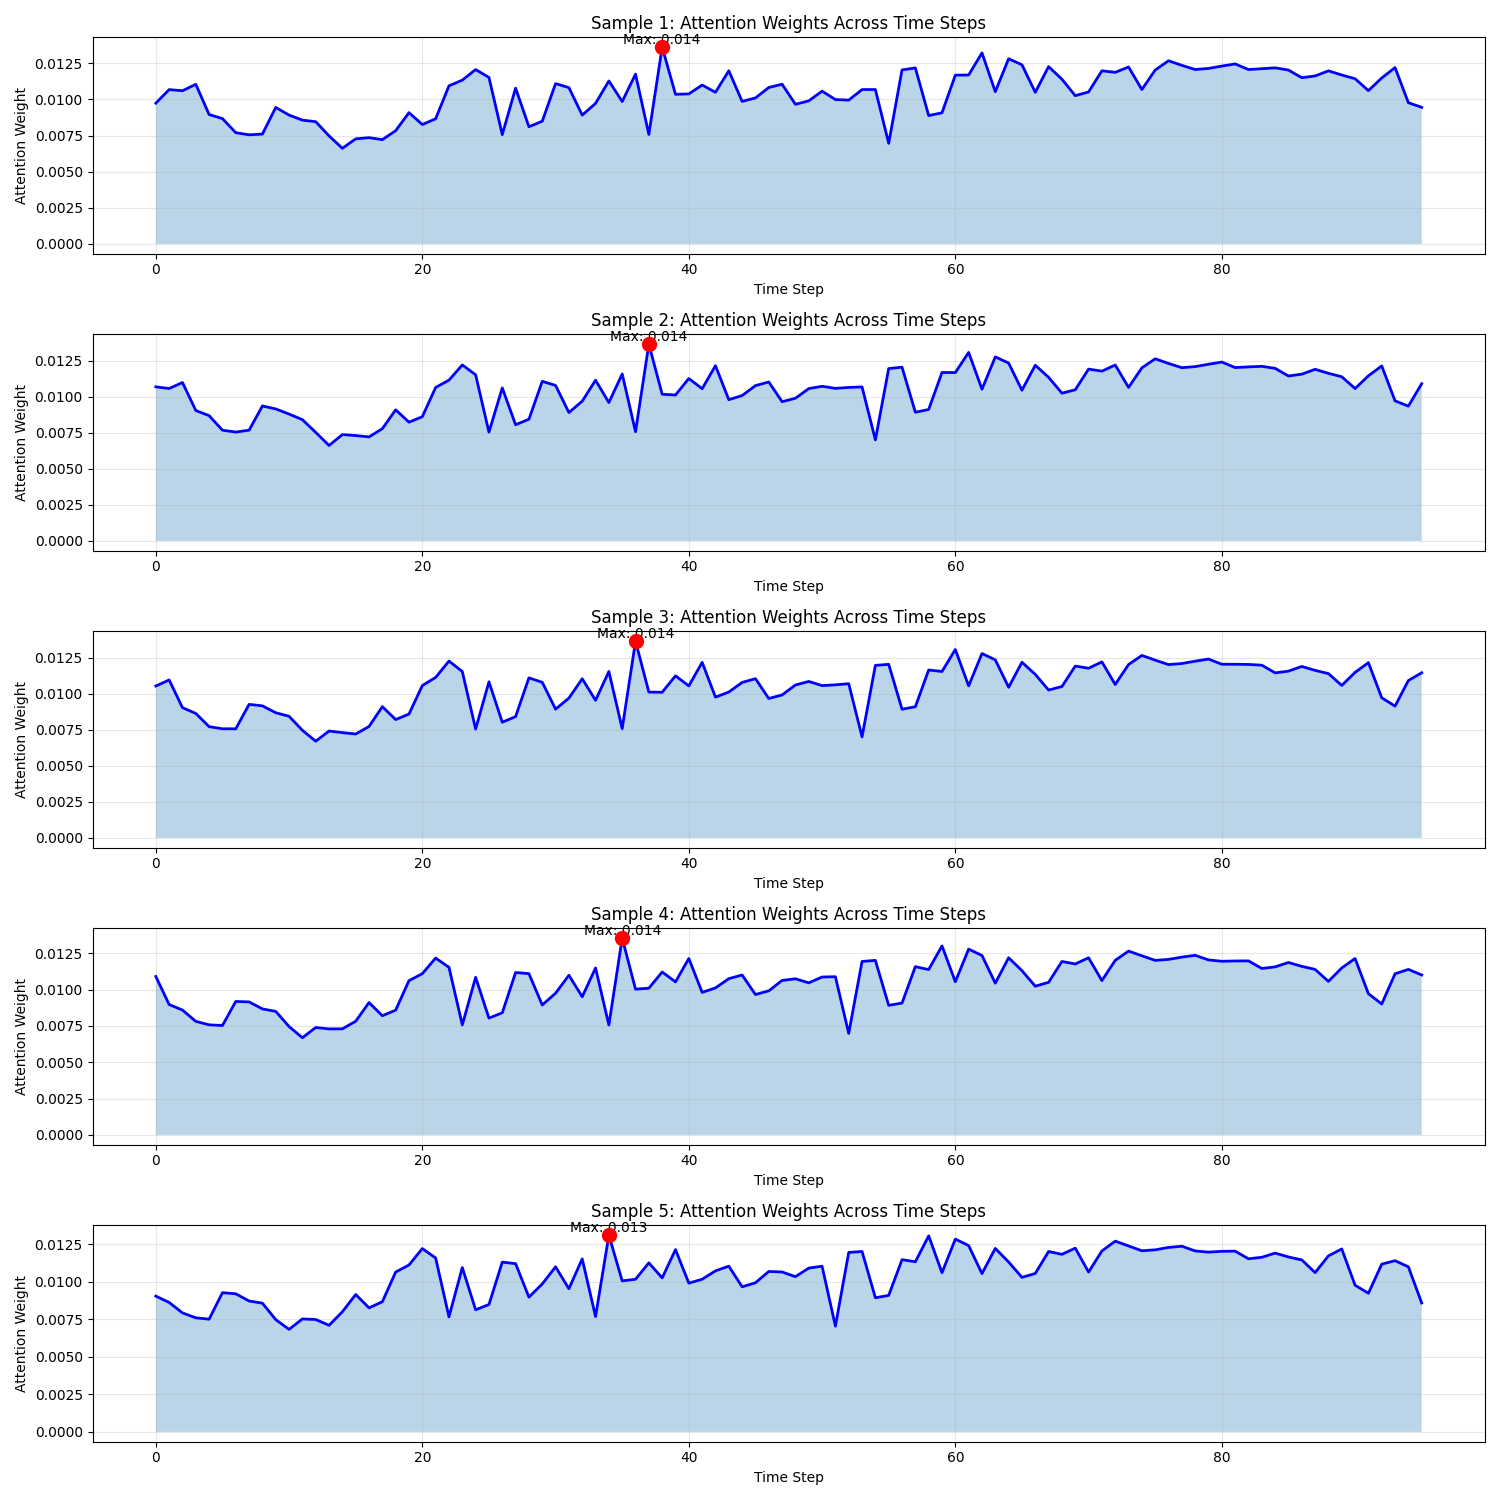 Sample 1: Attention Weights Across Time Steps
Max: 0.014
Attention Weight
0.0125
0.0100
0.0075
0.0050
0.0025
0.0000
0 20 40 60 80
Time Step
Sample 2: Attention Weights Across Time Steps
Max: 0.014
Attention Weight
0.0125
0.0100
0.0075
0.0050
0.0025
0.0000
0 20 40 60 80
Time Step
Sample 3: Attention Weights Across Time Steps
Max: 0.014
Attention Weight
0.0125
0.0100
0.0075
0.0050
0.0025
0.0000
0 20 40 60 80
Time Step
Sample 4: Attention Weights Across Time Steps
Max: 0.014
Attention Weight
0.0125
0.0100
0.0075
0.0050
0.0025
0.0000
0 20 40 60 80
Time Step
Sample 5: Attention Weights Across Time Steps
Max: 0.013
Attention Weight
0.0125
0.0100
0.0075
0.0050
0.0025
0.0000
0 20 40 60 80
Time Step